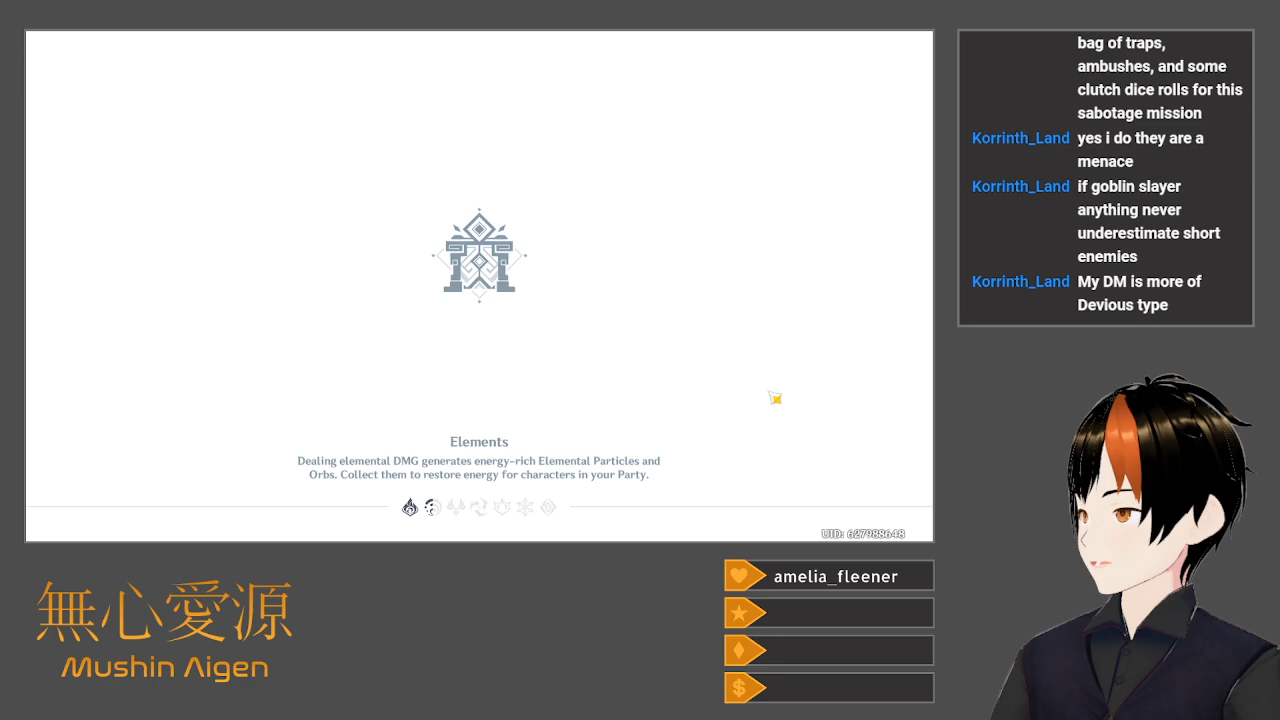 bag of traps,
ambushes, and some
clutch dice rolls for this
sabotage mission
Korrinth_Land yes i do they are a
menace
Korrinth_Land if goblin slayer
anything never
underestimate short
enemies
Korrinth_Land My DM is more of
Devious type
Elements
Dealing elemental DMG generates energy-rich Elemental Particles and
Orbs. Collect them to restore energy for characters in your Party.
UID: 627988648
無心愛源
Mushin Aigen
amelia_fleener
$